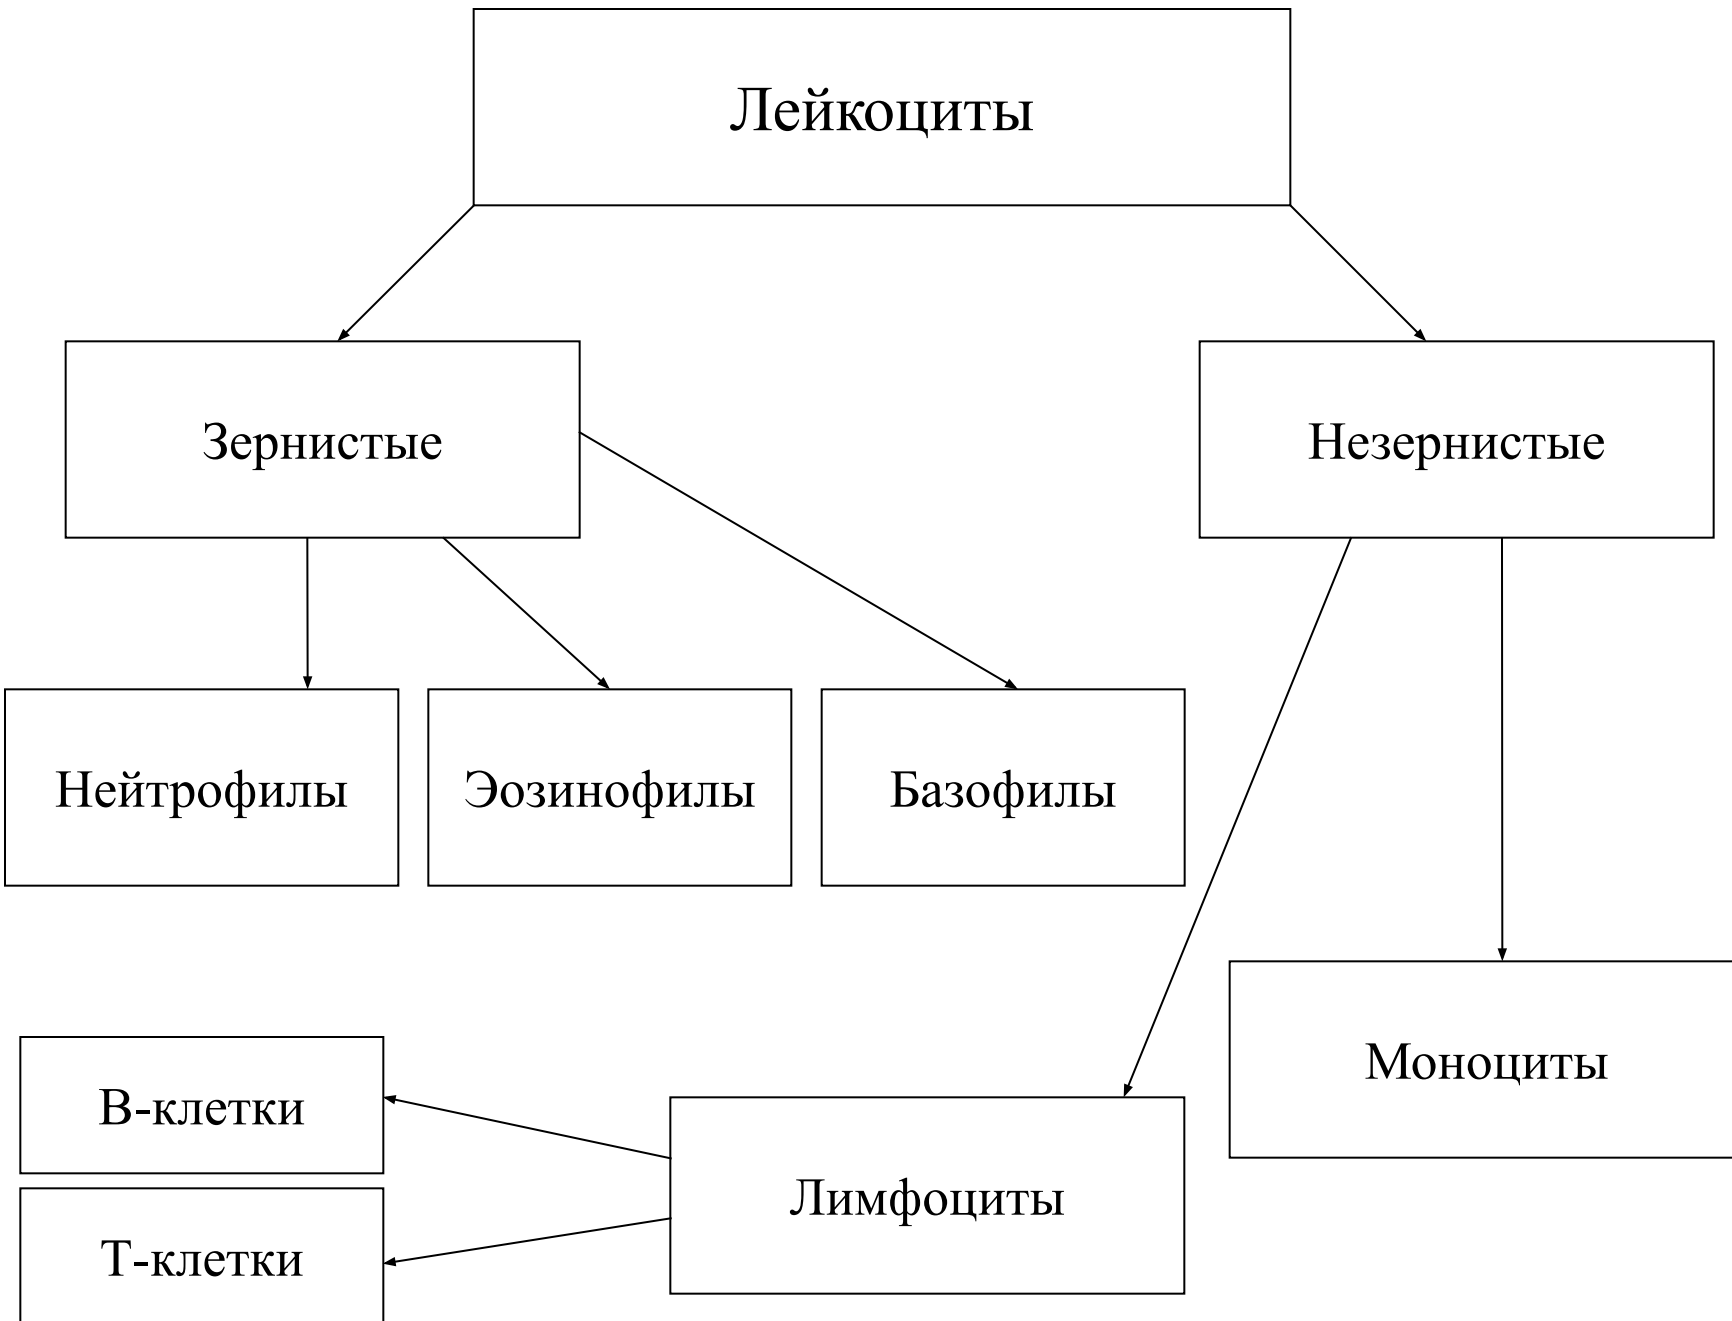 Лейкоциты
Зернистые
Незернистые
Нейтрофилы
Эозинофилы
Базофилы
Моноциты
В-клетки
Лимфоциты
Т-клетки